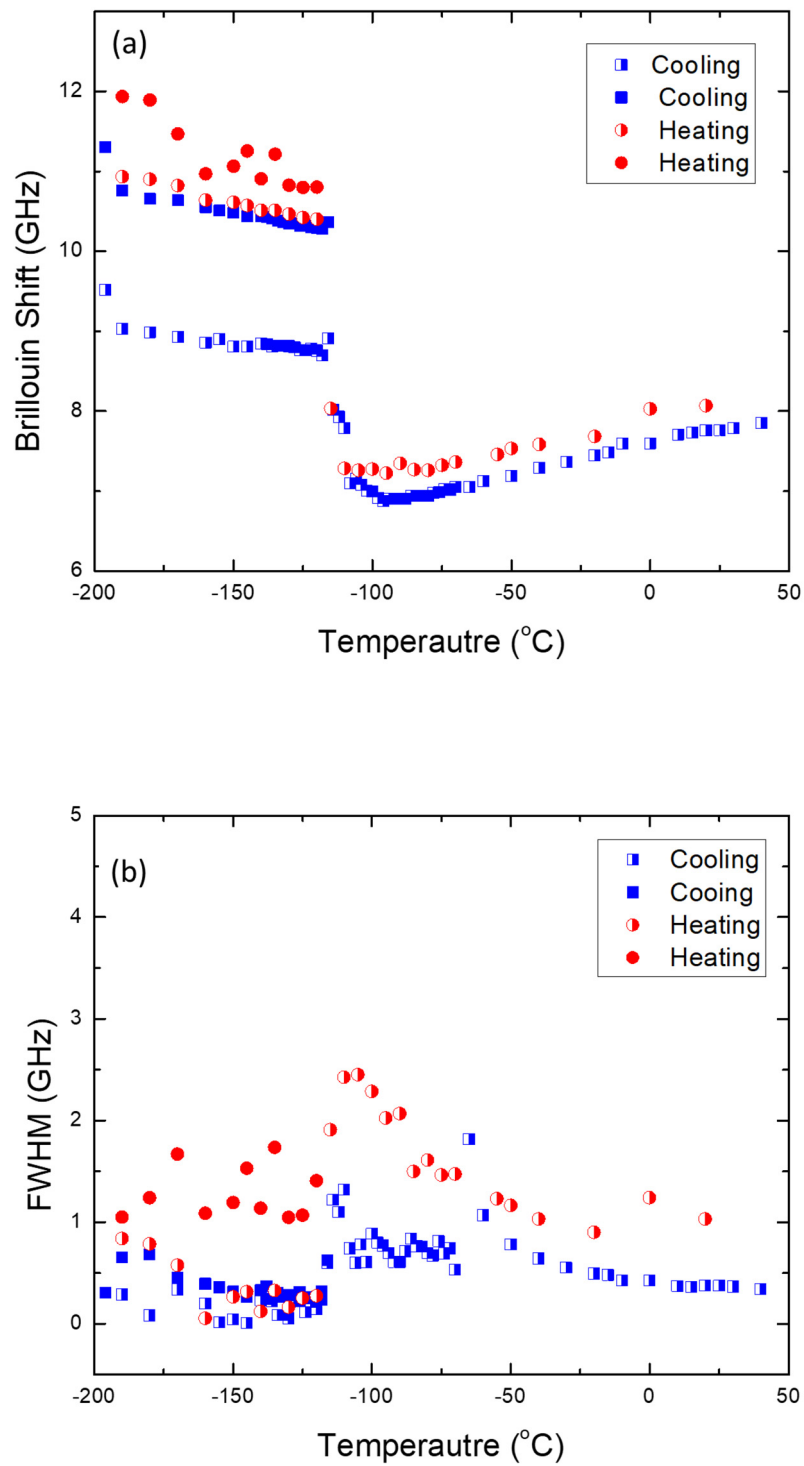 (a)
Cooling
Cooling
Heating
Heating
12
10
8
6
Brillouin Shift (GHz)
-200
-150
-100
-50
0
50
Temperautre (°C)
(b)
Cooling
Cooing
Heating
Heating
5
4
3
2
1
0
FWHM (GHz)
-200
-150
-100
-50
0
50
Temperautre (°C)